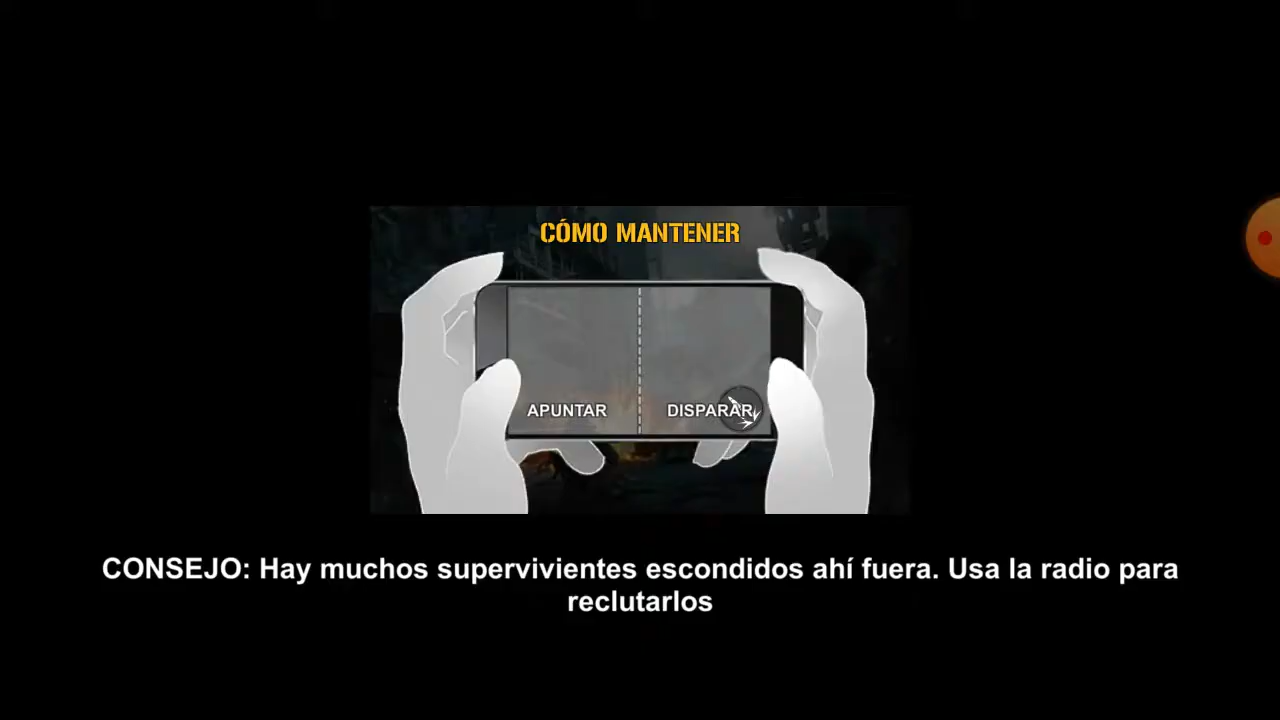 CÓMO MANTENER
APUNTAR
DISPARAR
CONSEJO: Hay muchos supervivientes escondidos ahí fuera. Usa la radio para
reclutarlos